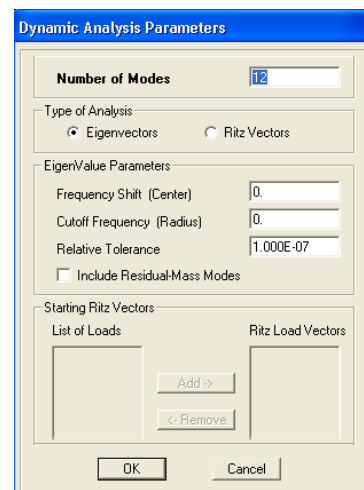 Dynamic Analysis Parameters
Number of Modes 12
Type of Analysis
Eigenvectors Ritz Vectors
EigenValue Parameters
Frequency Shift (Center) 0.
Cutoff Frequency (Radius) 0.
Relative Tolerance 1.000E-07
Include Residual-Mass Modes
Starting Ritz Vectors
List of Loads Ritz Load Vectors
Add ->
<- Remove
OK Cancel